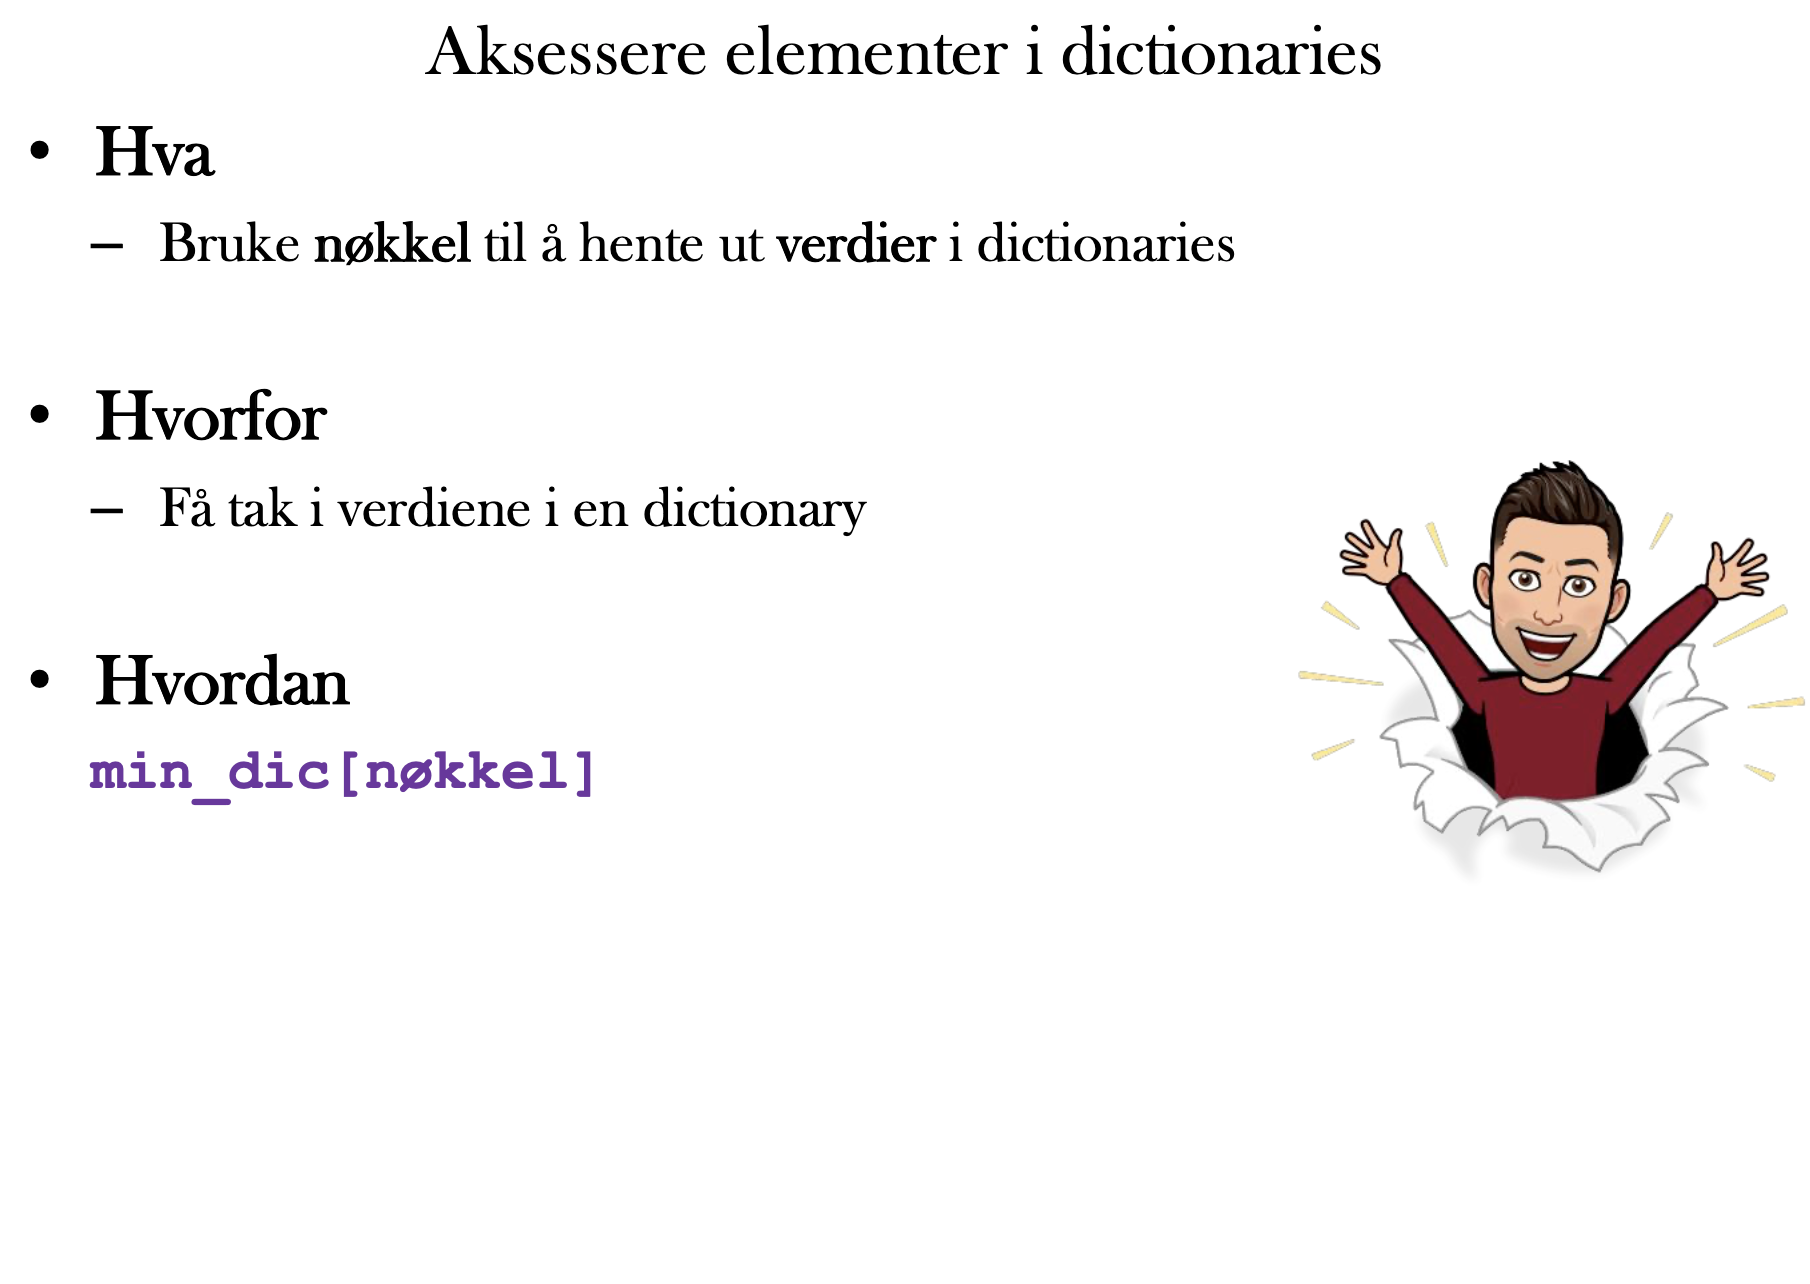 Aksessere elementer i dictionaries
• Hva
– Bruke nøkkel til å hente ut verdier i dictionaries
• Hvorfor
– Få tak i verdiene i en dictionary
• Hvordan
min_dic[nøkkel]